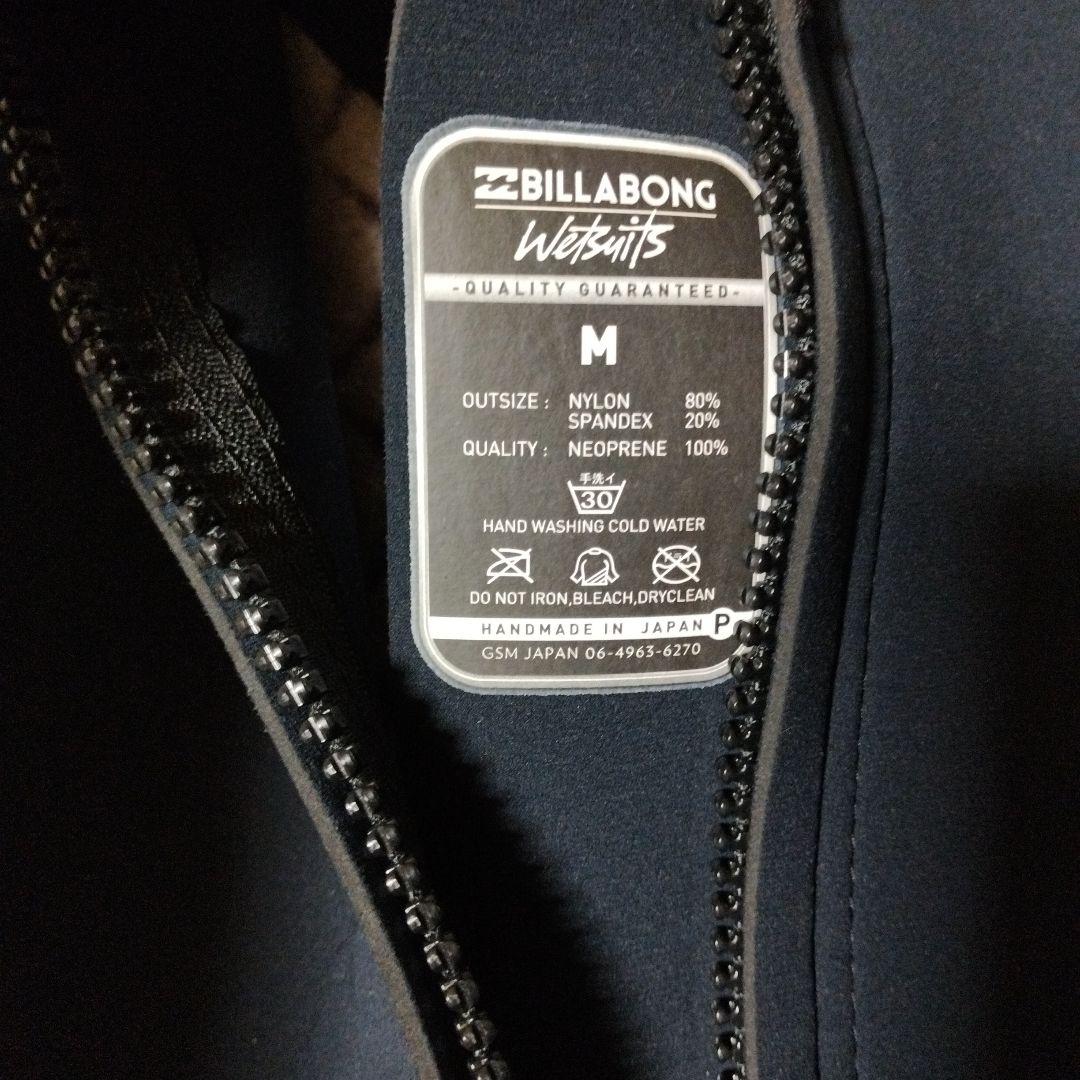 BILLABONG
Wetsuits
-QUALITY GUARANTEED-
M
OUTSIZE : NYLON 80%
SPANDEX 20%
QUALITY : NEOPRENE 100%
手洗イ
30
HAND WASHING COLD WATER
DO NOT IRON,BLEACH,DRYCLEAN
HANDMADE IN JAPAN P
GSM JAPAN 06-4963-6270